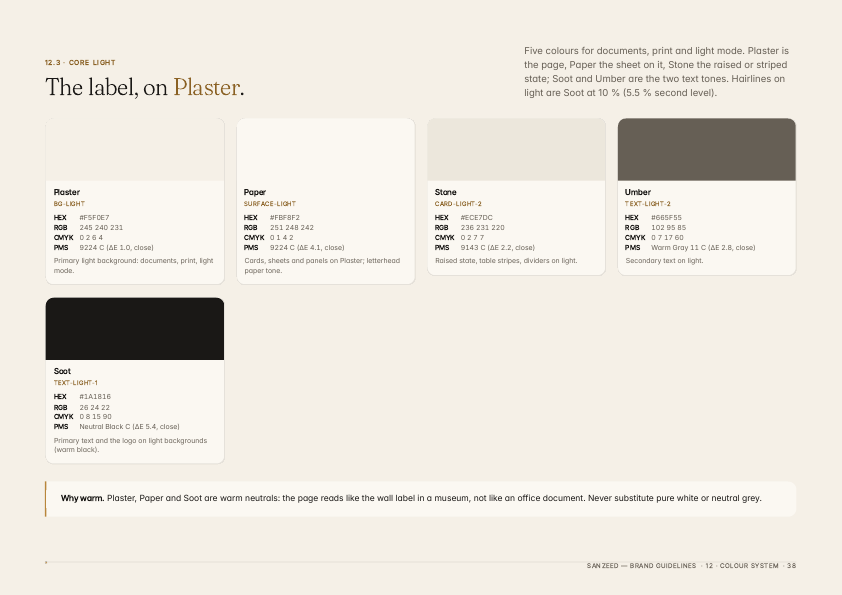 12.3 · CORE LIGHT
The label, on Plaster.
Five colours for documents, print and light mode. Plaster is
the page, Paper the sheet on it, Stone the raised or striped
state; Soot and Umber are the two text tones. Hairlines on
light are Soot at 10 % (5.5 % second level).
Plaster
BG-LIGHT
HEX #F5F0E7
RGB 245 240 231
CMYK 0 2 6 4
PMS 9224 C (ΔE 1.0, close)
Primary light background: documents, print, light
mode.
Paper
SURFACE-LIGHT
HEX #FBF8F2
RGB 251 248 242
CMYK 0 1 4 2
PMS 9224 C (ΔE 4.1, close)
Cards, sheets and panels on Plaster; letterhead
paper tone.
Stone
CARD-LIGHT-2
HEX #ECE7DC
RGB 236 231 220
CMYK 0 2 7 7
PMS 9143 C (ΔE 2.2, close)
Raised state, table stripes, dividers on light.
Umber
TEXT-LIGHT-2
HEX #665F55
RGB 102 95 85
CMYK 0 7 17 60
PMS Warm Gray 11 C (ΔE 2.8, close)
Secondary text on light.
Soot
TEXT-LIGHT-1
HEX #1A1816
RGB 26 24 22
CMYK 0 8 15 90
PMS Neutral Black C (ΔE 5.4, close)
Primary text and the logo on light backgrounds
(warm black).
Why warm. Plaster, Paper and Soot are warm neutrals: the page reads like the wall label in a museum, not like an office document. Never substitute pure white or neutral grey.
SANZEED — BRAND GUIDELINES · 12 · COLOUR SYSTEM · 38